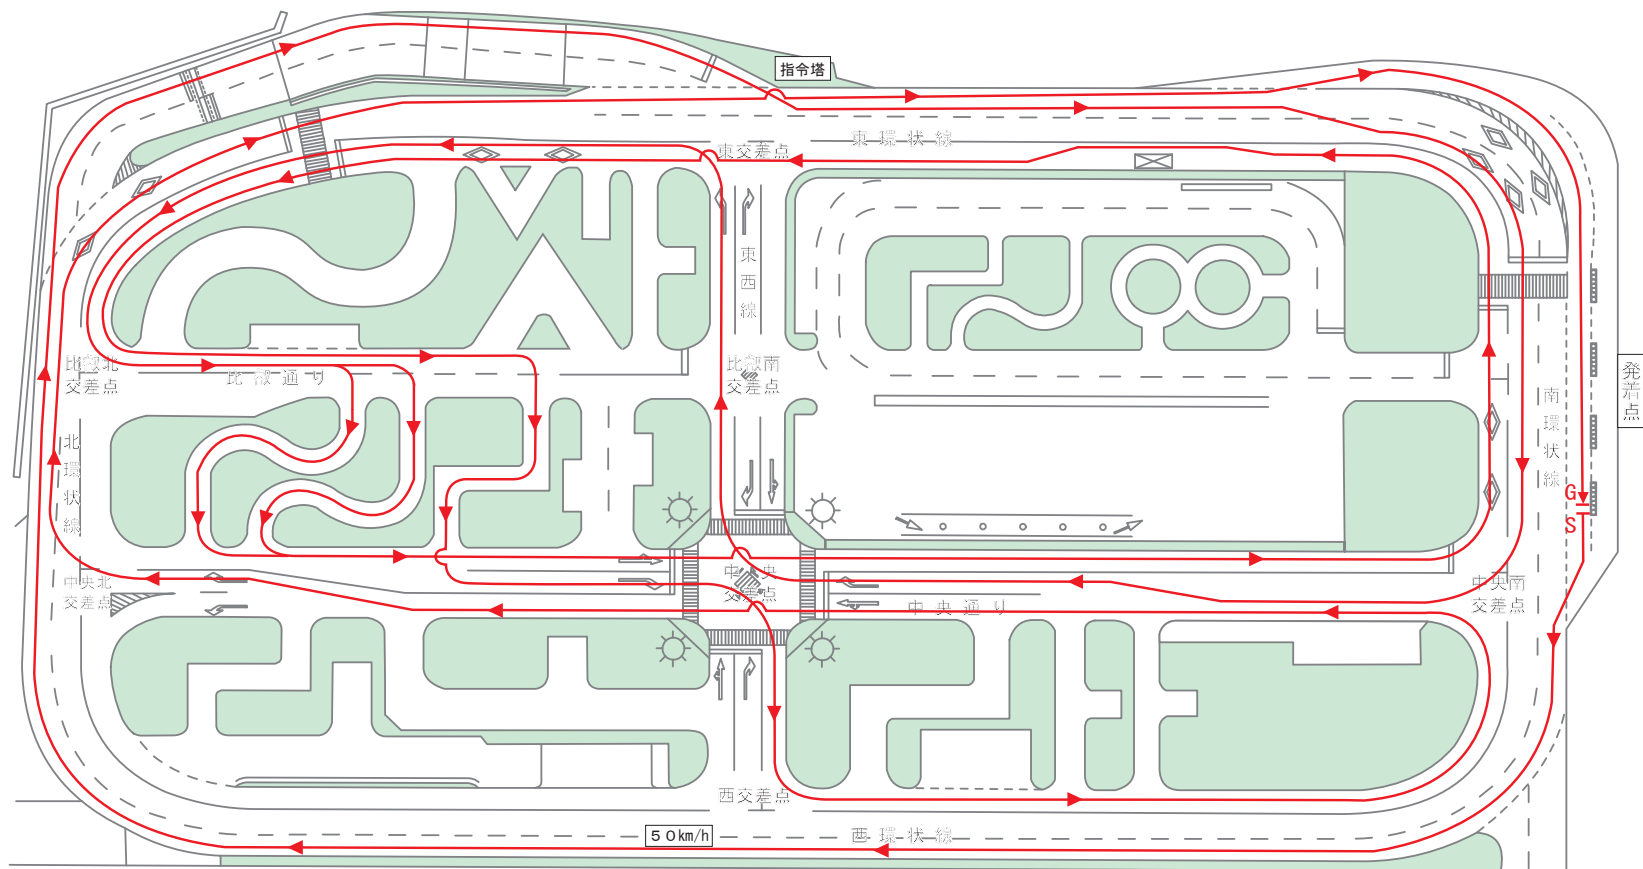 指令塔
東環状線
東交差点
東西線
比叡北
交差点
比叡通り
比叡南
交差点
発着点
南環状線
北環状線
G
S
中央北
交差点
中央
交差点
中央通り
中央南
交差点
西交差点
50km/h
西環状線